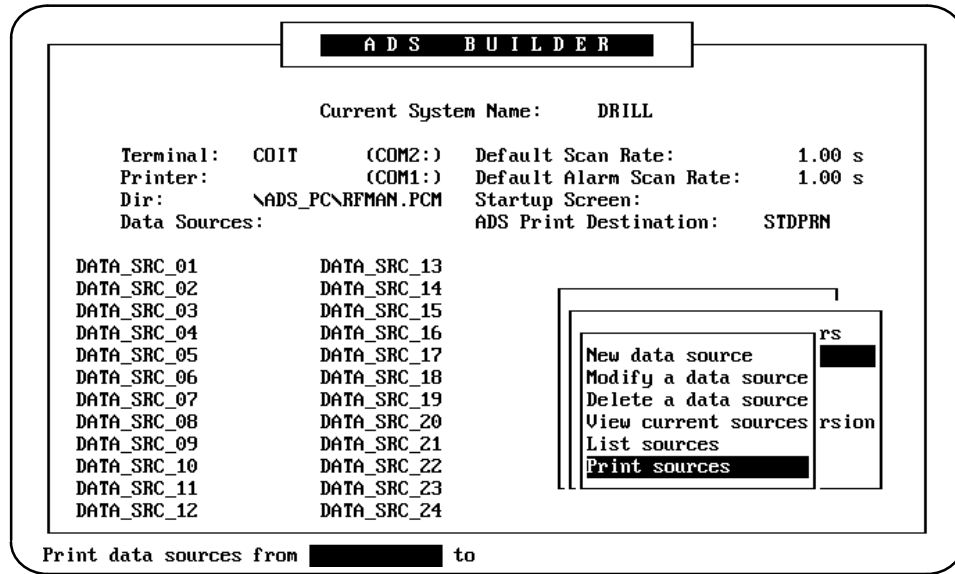 ADS BUILDER
Current System Name: DRILL
Terminal: COIT (COM2:) Default Scan Rate: 1.00 s
Printer: (COM1:) Default Alarm Scan Rate: 1.00 s
Dir: \ADS_PC\RFMAN.PCM Startup Screen:
Data Sources: ADS Print Destination: STDPRN
DATA_SRC_01 DATA_SRC_13
DATA_SRC_02 DATA_SRC_14
DATA_SRC_03 DATA_SRC_15
DATA_SRC_04 DATA_SRC_16 rs
DATA_SRC_05 DATA_SRC_17 New data source
DATA_SRC_06 DATA_SRC_18 Modify a data source
DATA_SRC_07 DATA_SRC_19 Delete a data source
DATA_SRC_08 DATA_SRC_20 View current sources rsion
DATA_SRC_09 DATA_SRC_21 List sources
DATA_SRC_10 DATA_SRC_22 Print sources
DATA_SRC_11 DATA_SRC_23
DATA_SRC_12 DATA_SRC_24
Print data sources from to